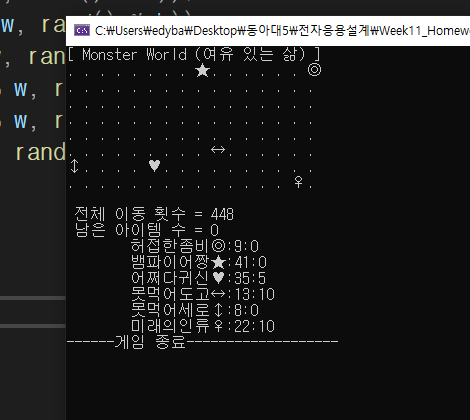 C:\Users\edyba\Desktop\동아대5\전자응용설계\Week11_Homewo
w, ran
w, r
w, r
rand
[ Monster World (여유 있는 삶) ]
. . . . . . . . ★ . . . . . . ◎
. . . . . . . . . . . . . . . .
. . . . . . . . . . . . . . . .
. . . . . . . . . . . . . . . .
. . . . . . . . . . . . . . . .
. . . . . . . . . ↔ . . . . . .
↕ . . . . ♥ . . . . . . . . . .
. . . . . . . . . . . . . . ♀ .
전체 이동 횟수 = 448
남은 아이템 수 = 0
허접한좀비◎:9:0
뱀파이어짱★:41:0
어쩌다귀신♥:35:5
못먹어도고↔:13:10
못먹어세로↕:8:0
미래의인류♀:22:10
------게임 종료-------------------